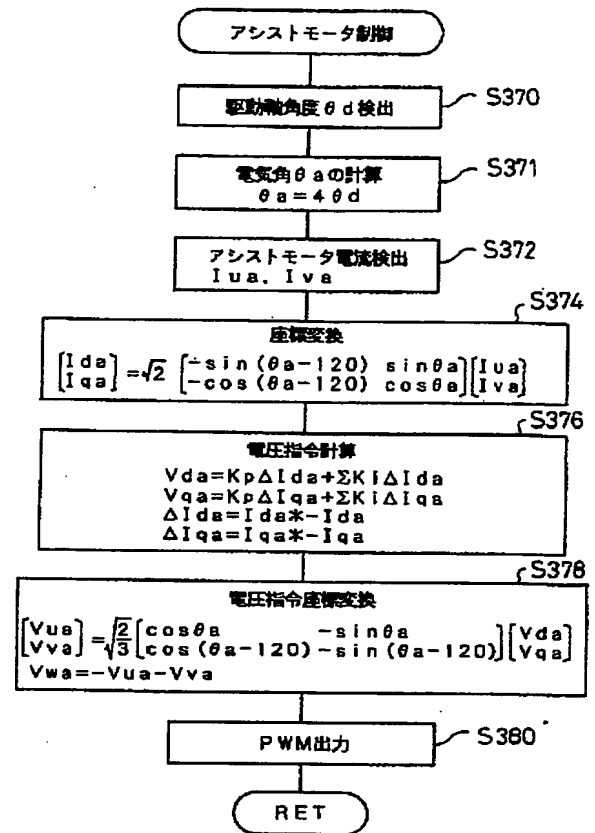 アシストモータ制御
駆動軸角度θd検出
S370
電気角θaの計算
θa=4θd
S371
アシストモータ電流検出
Iua, Iva
S372
S374
座標変換
[Ida Iqa] =√2 [-sin(θa-120) sinθa] [Iua
-cos(θa-120) cosθa] Iva]
S376
電圧指令計算
Vda=KpΔIda+ΣKiΔIda
Vqa=KpΔIqa+ΣKiΔIqa
ΔIda=Ida*-Ida
ΔIqa=Iqa*-Iqa
S378
電圧指令座標変換
[Vua Vva] =√2/3 [cosθa -sinθa] [Vda
cos(θa-120) -sin(θa-120)] Vqa]
Vwa=-Vua-Vva
PWM出力
S380
RET